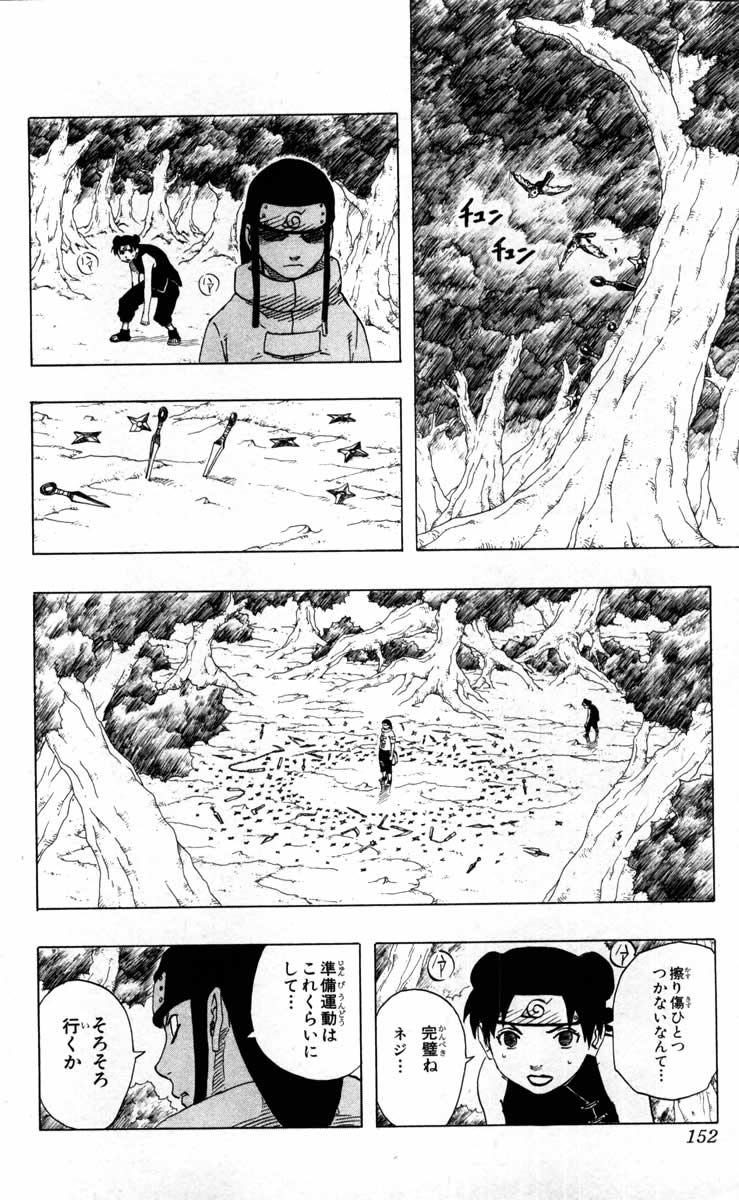 チュン
チュン
擦り傷ひとつ
つかないなんて…
完璧ね
ネジ…
準備運動は
これくらいに
して…
そろそろ
行くか
152